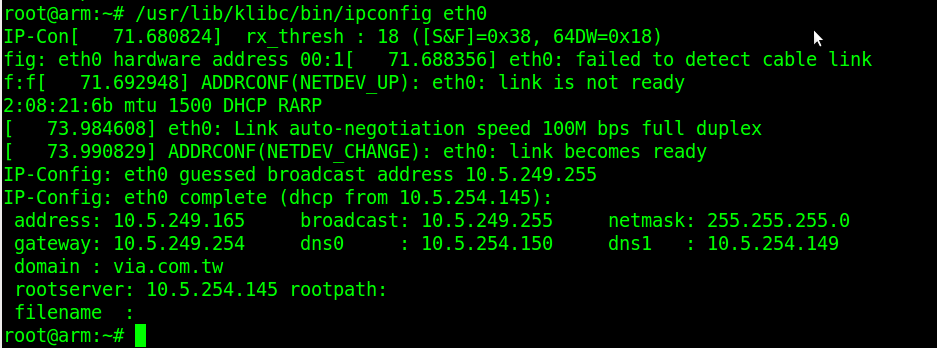 root@arm:~# /usr/lib/klibc/bin/ipconfig eth0
IP-Con[   71.680824]  rx_thresh : 18 ([S&F]=0x38, 64DW=0x18)
fig: eth0 hardware address 00:1[   71.688356] eth0: failed to detect cable link
f:f[   71.692948] ADDRCONF(NETDEV_UP): eth0: link is not ready
2:08:21:6b mtu 1500 DHCP RARP
[   73.984608] eth0: Link auto-negotiation speed 100M bps full duplex
[   73.990829] ADDRCONF(NETDEV_CHANGE): eth0: link becomes ready
IP-Config: eth0 guessed broadcast address 10.5.249.255
IP-Config: eth0 complete (dhcp from 10.5.254.145):
 address: 10.5.249.165     broadcast: 10.5.249.255     netmask: 255.255.255.0
 gateway: 10.5.249.254     dns0     : 10.5.254.150     dns1   : 10.5.254.149
 domain : via.com.tw
 rootserver: 10.5.254.145 rootpath:
 filename  :
root@arm:~#